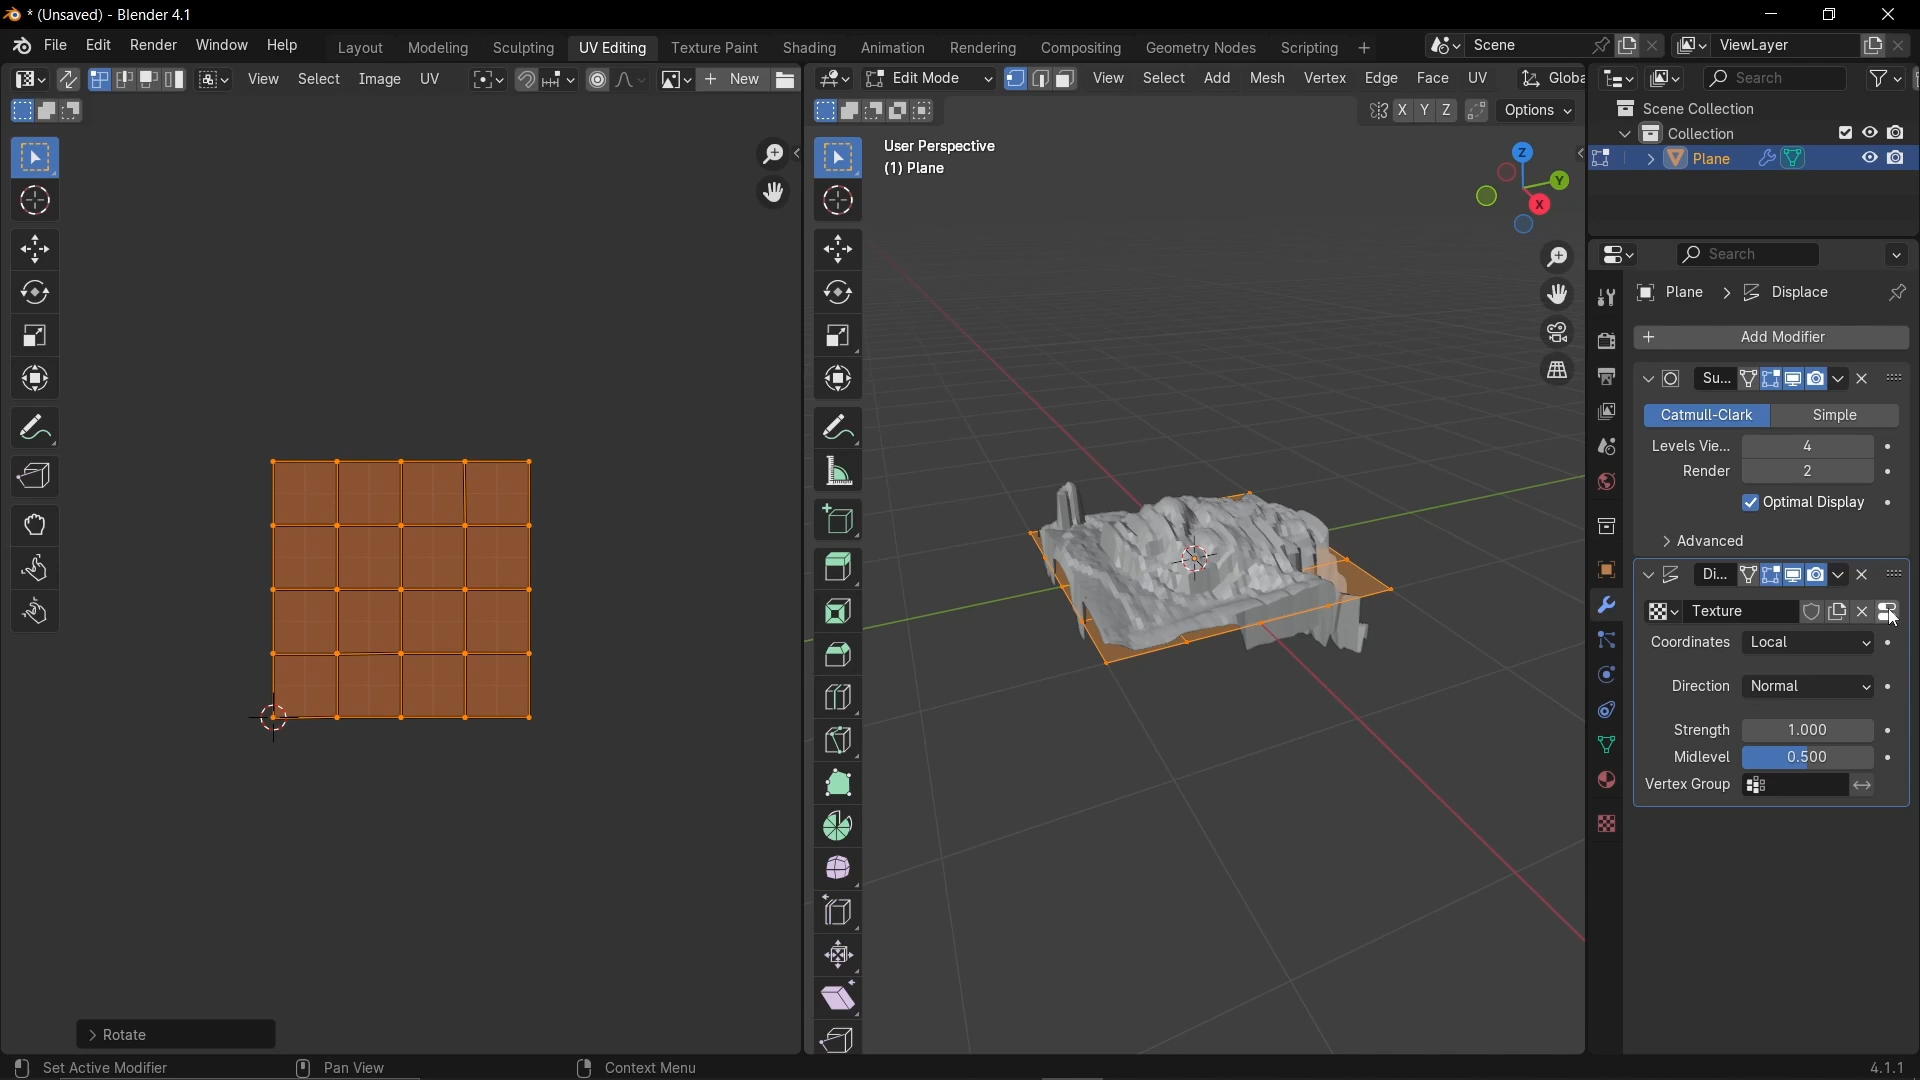 * (Unsaved) - Blender 4.1
File Edit Render Window Help Layout Modeling Sculpting UV Editing Texture Paint Shading Animation Rendering Compositing Geometry Nodes Scripting + Scene ViewLayer
View Select Image UV + New Edit Mode View Select Add Mesh Vertex Edge Face UV Globa Search
X Y Z Options
Scene Collection
Collection
Plane
User Perspective
(1) Plane
Z
Y
X
Search
Plane > Displace
+ Add Modifier
Su...
Catmull-Clark Simple
Levels Vie... 4
Render 2
Optimal Display
> Advanced
Di...
Texture
Coordinates Local
Direction Normal
Strength 1.000
Midlevel 0.500
Vertex Group
> Rotate
Set Active Modifier Pan View Context Menu 4.1.1